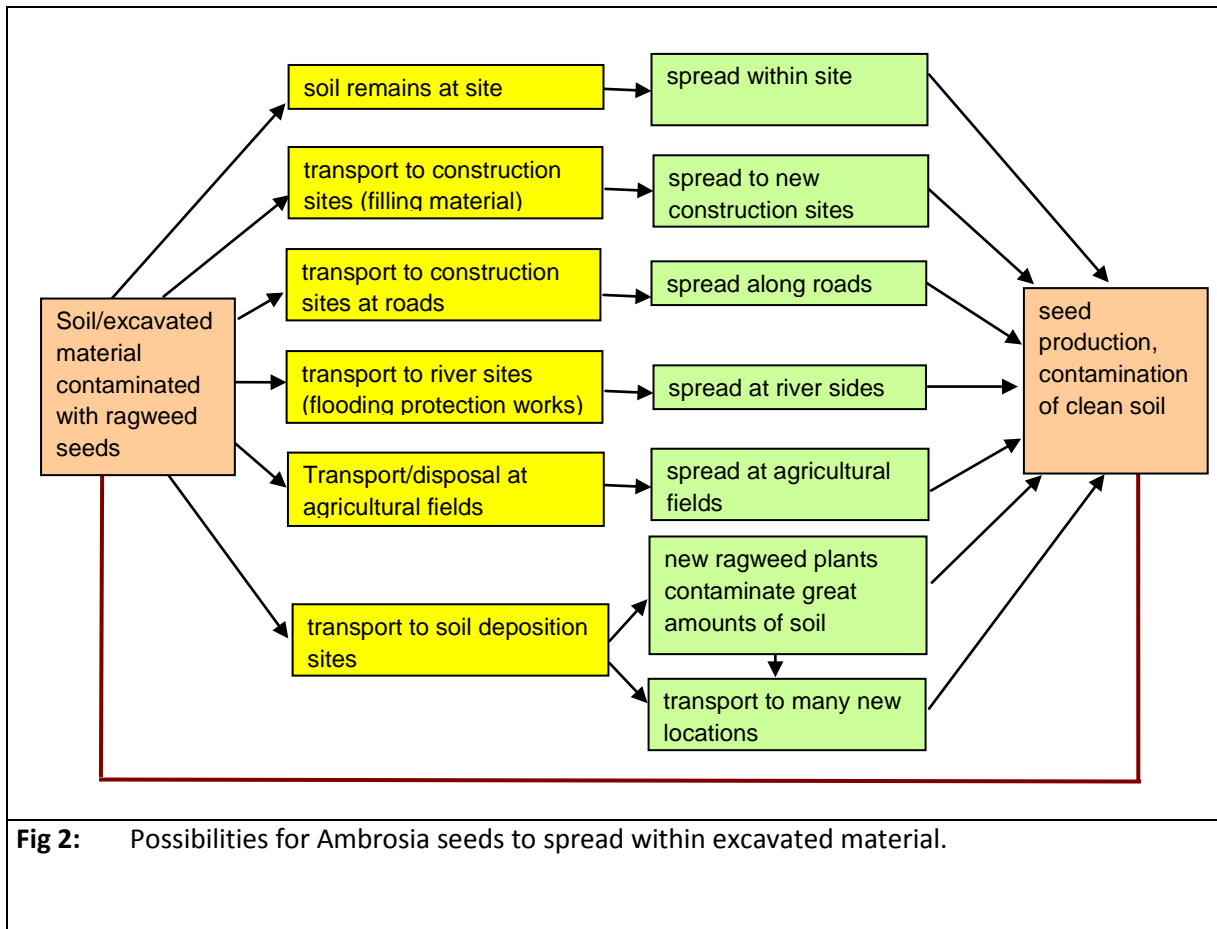 soil remains at site
spread within site
transport to construction
sites (filling material)
spread to new
construction sites
transport to construction
sites at roads
spread along roads
Soil/excavated
material
contaminated
with ragweed
seeds
transport to river sites
(flooding protection works)
spread at river sides
Transport/disposal at
agricultural fields
spread at agricultural
fields
transport to soil deposition
sites
new ragweed plants
contaminate great
amounts of soil
transport to many new
locations
seed
production,
contamination
of clean soil
Fig 2: Possibilities for Ambrosia seeds to spread within excavated material.